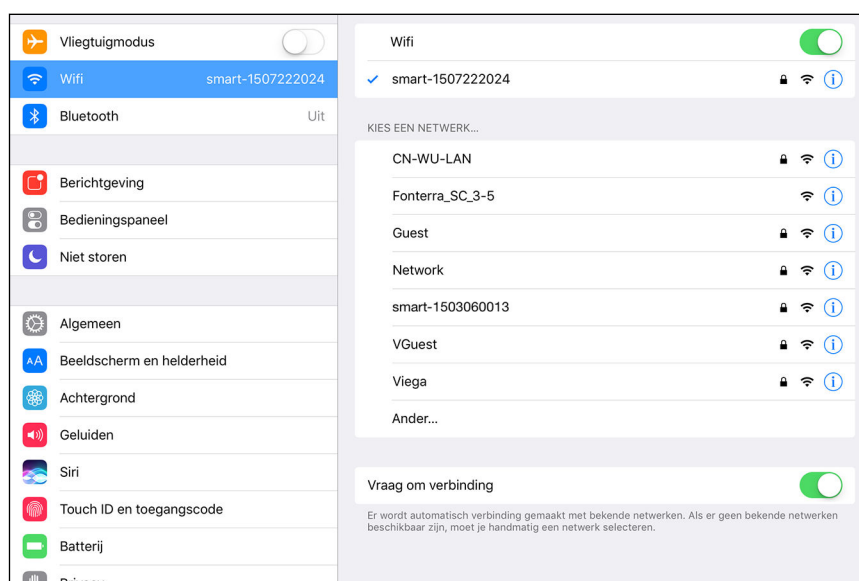 Vliegtuigmodus
Wifi smart-1507222024
Bluetooth Uit
Berichtgeving
Bedieningspaneel
Niet storen
Algemeen
AA Beeldscherm en helderheid
Achtergrond
Geluiden
Siri
Touch ID en toegangscode
Batterij
Wifi
smart-1507222024
KIES EEN NETWERK...
CN-WU-LAN
Fonterra_SC_3-5
Guest
Network
smart-1503060013
VGuest
Viega
Ander...
Vraag om verbinding
Er wordt automatisch verbinding gemaakt met bekende netwerken. Als er geen bekende netwerken
beschikbaar zijn, moet je handmatig een netwerk selecteren.